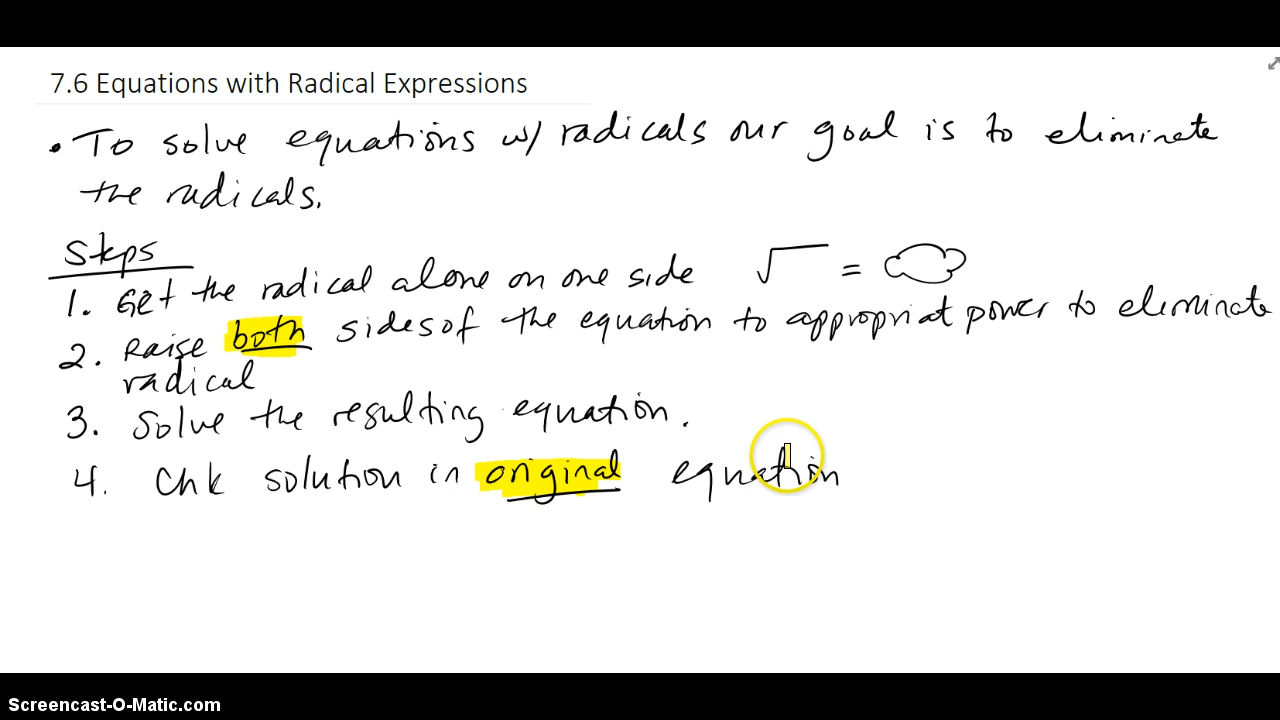 7.6 Equations with Radical Expressions
• To solve equations w/ radicals our goal is to eliminate
the radicals.
Steps
1. Get the radical alone on one side √ =
2. Raise both sides of the equation to appropriat power to eliminate
radical
3. Solve the resulting equation.
4. Chk solution in original equation
Screencast-O-Matic.com